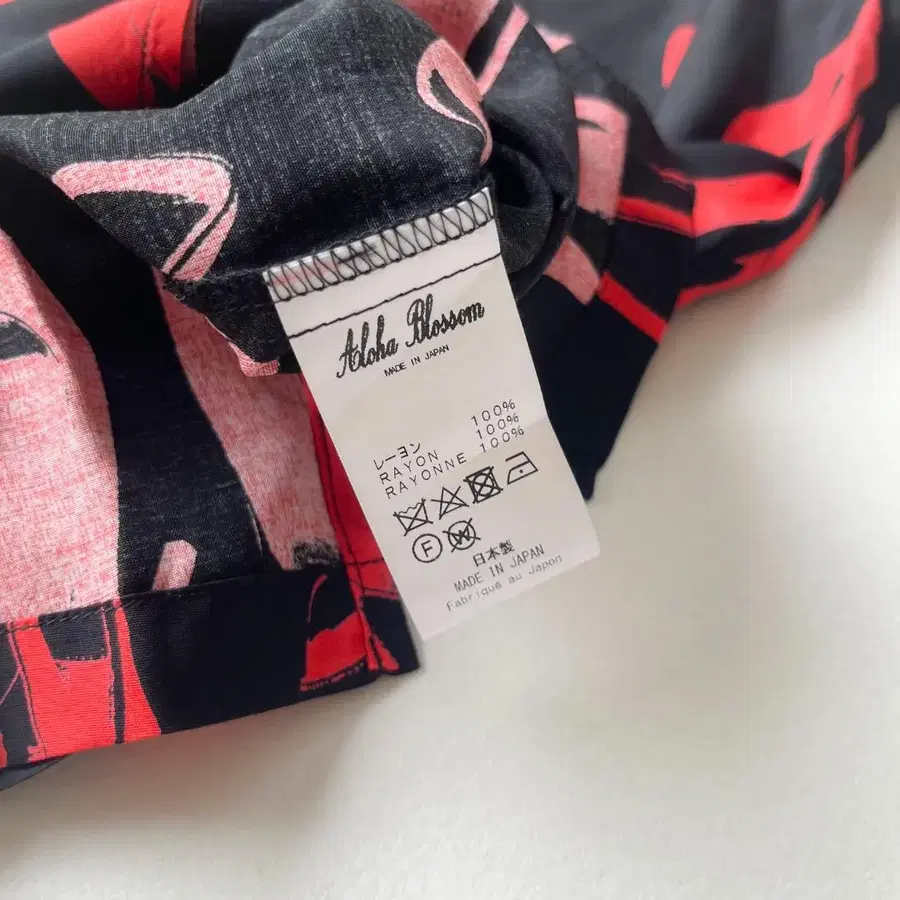 Aloha Blossom
MADE IN JAPAN
レーヨン 100%
RAYON 100%
RAYONNE 100%
F W
日本製
MADE IN JAPAN
Fabriqué au Japon